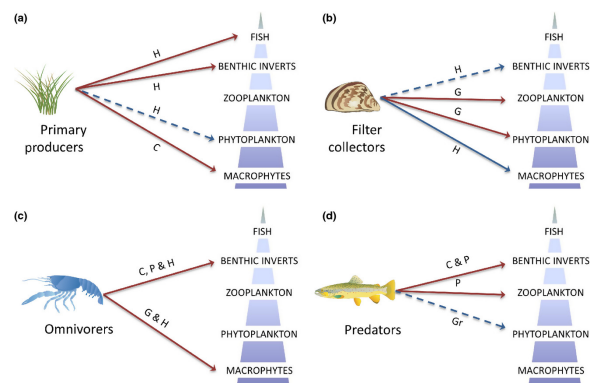 (a)
H
H
H
C
Primary
producers
FISH
BENTHIC INVERTS
ZOOPLANKTON
PHYTOPLANKTON
MACROPHYTES
(b)
H
G
G
H
Filter
collectors
FISH
BENTHIC INVERTS
ZOOPLANKTON
PHYTOPLANKTON
MACROPHYTES
(c)
C, P & H
G & H
Omnivorers
FISH
BENTHIC INVERTS
ZOOPLANKTON
PHYTOPLANKTON
MACROPHYTES
(d)
C & P
P
Gr
Predators
FISH
BENTHIC INVERTS
ZOOPLANKTON
PHYTOPLANKTON
MACROPHYTES